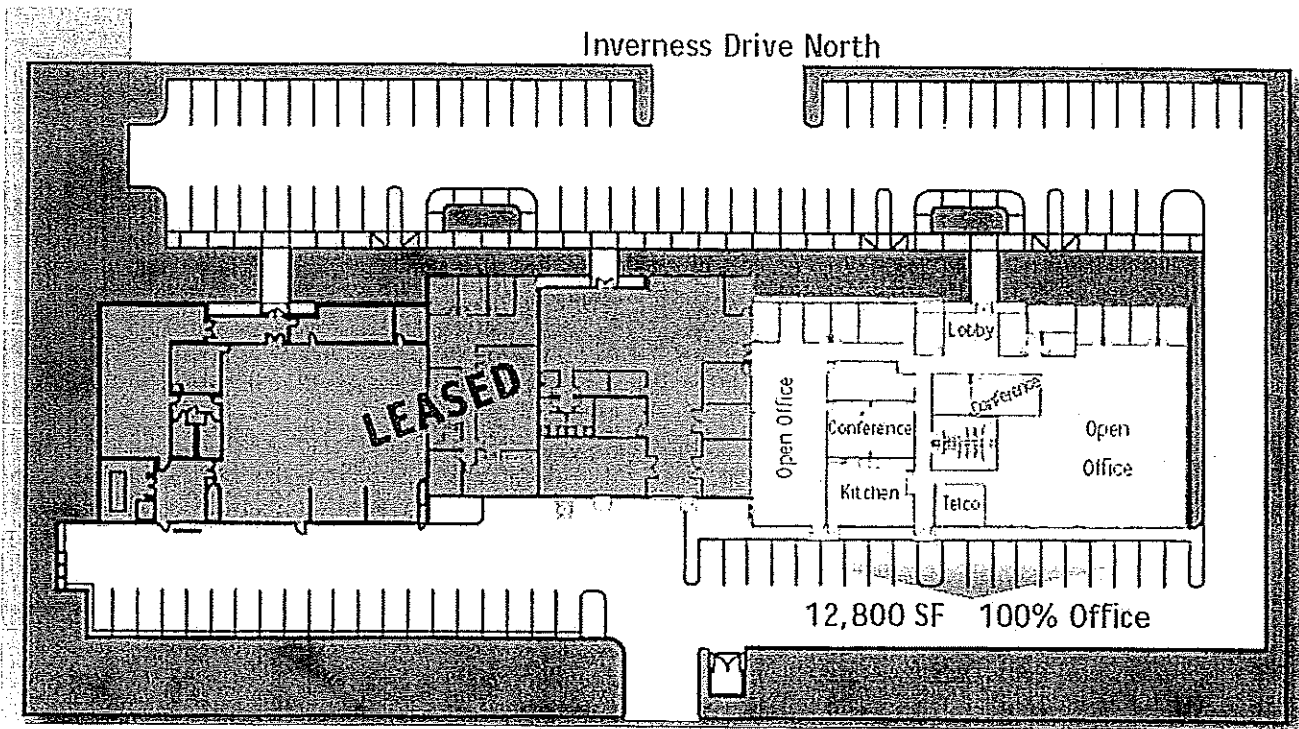 Inverness Drive North
LEASED
Lobby
Open Office
Conference
Conference
Open
Office
Kitchen
Telco
12,800 SF 100% Office